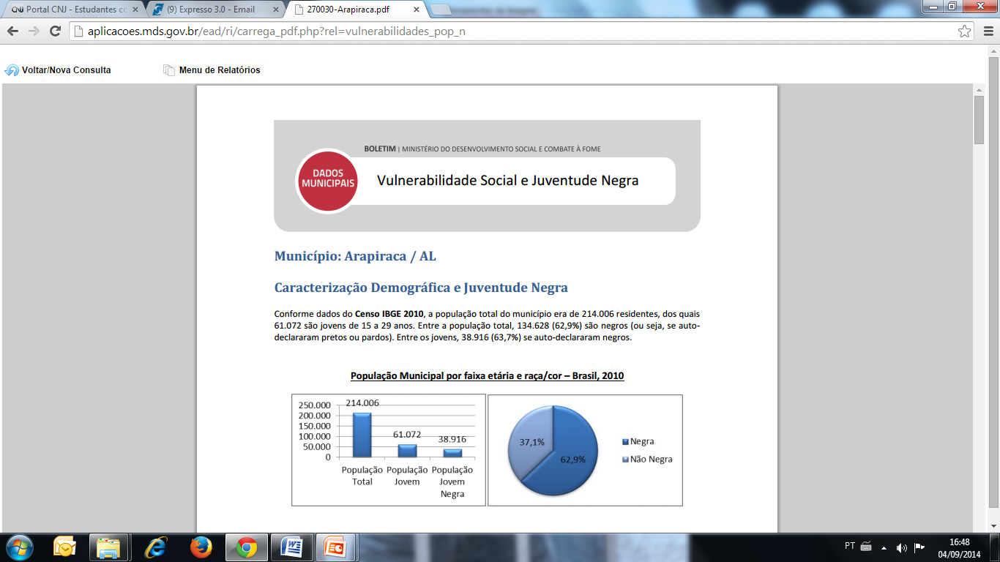 Portal CNJ - Estudantes co
(9) Expresso 3.0 - Email
270030-Arapiraca.pdf
aplicacoes.mds.gov.br/ead/ri/carrega_pdf.php?rel=vulnerabilidades_pop_n
Voltar/Nova Consulta
Menu de Relatórios
BOLETIM | MINISTÉRIO DO DESENVOLVIMENTO SOCIAL E COMBATE À FOME
DADOS
MUNICIPAIS
Vulnerabilidade Social e Juventude Negra
Município: Arapiraca / AL
Caracterização Demográfica e Juventude Negra
Conforme dados do Censo IBGE 2010, a população total do município era de 214.006 residentes, dos quais
61.072 são jovens de 15 a 29 anos. Entre a população total, 134.628 (62,9%) são negros (ou seja, se auto-
declararam pretos ou pardos). Entre os jovens, 38.916 (63,7%) se auto-declararam negros.
População Municipal por faixa etária e raça/cor – Brasil, 2010
250.000
200.000
150.000
100.000
50.000
0
214.006
61.072
38.916
População Total
População Jovem
População Jovem Negra
37,1%
62,9%
Negra
Não Negra
PT
16:48
04/09/2014